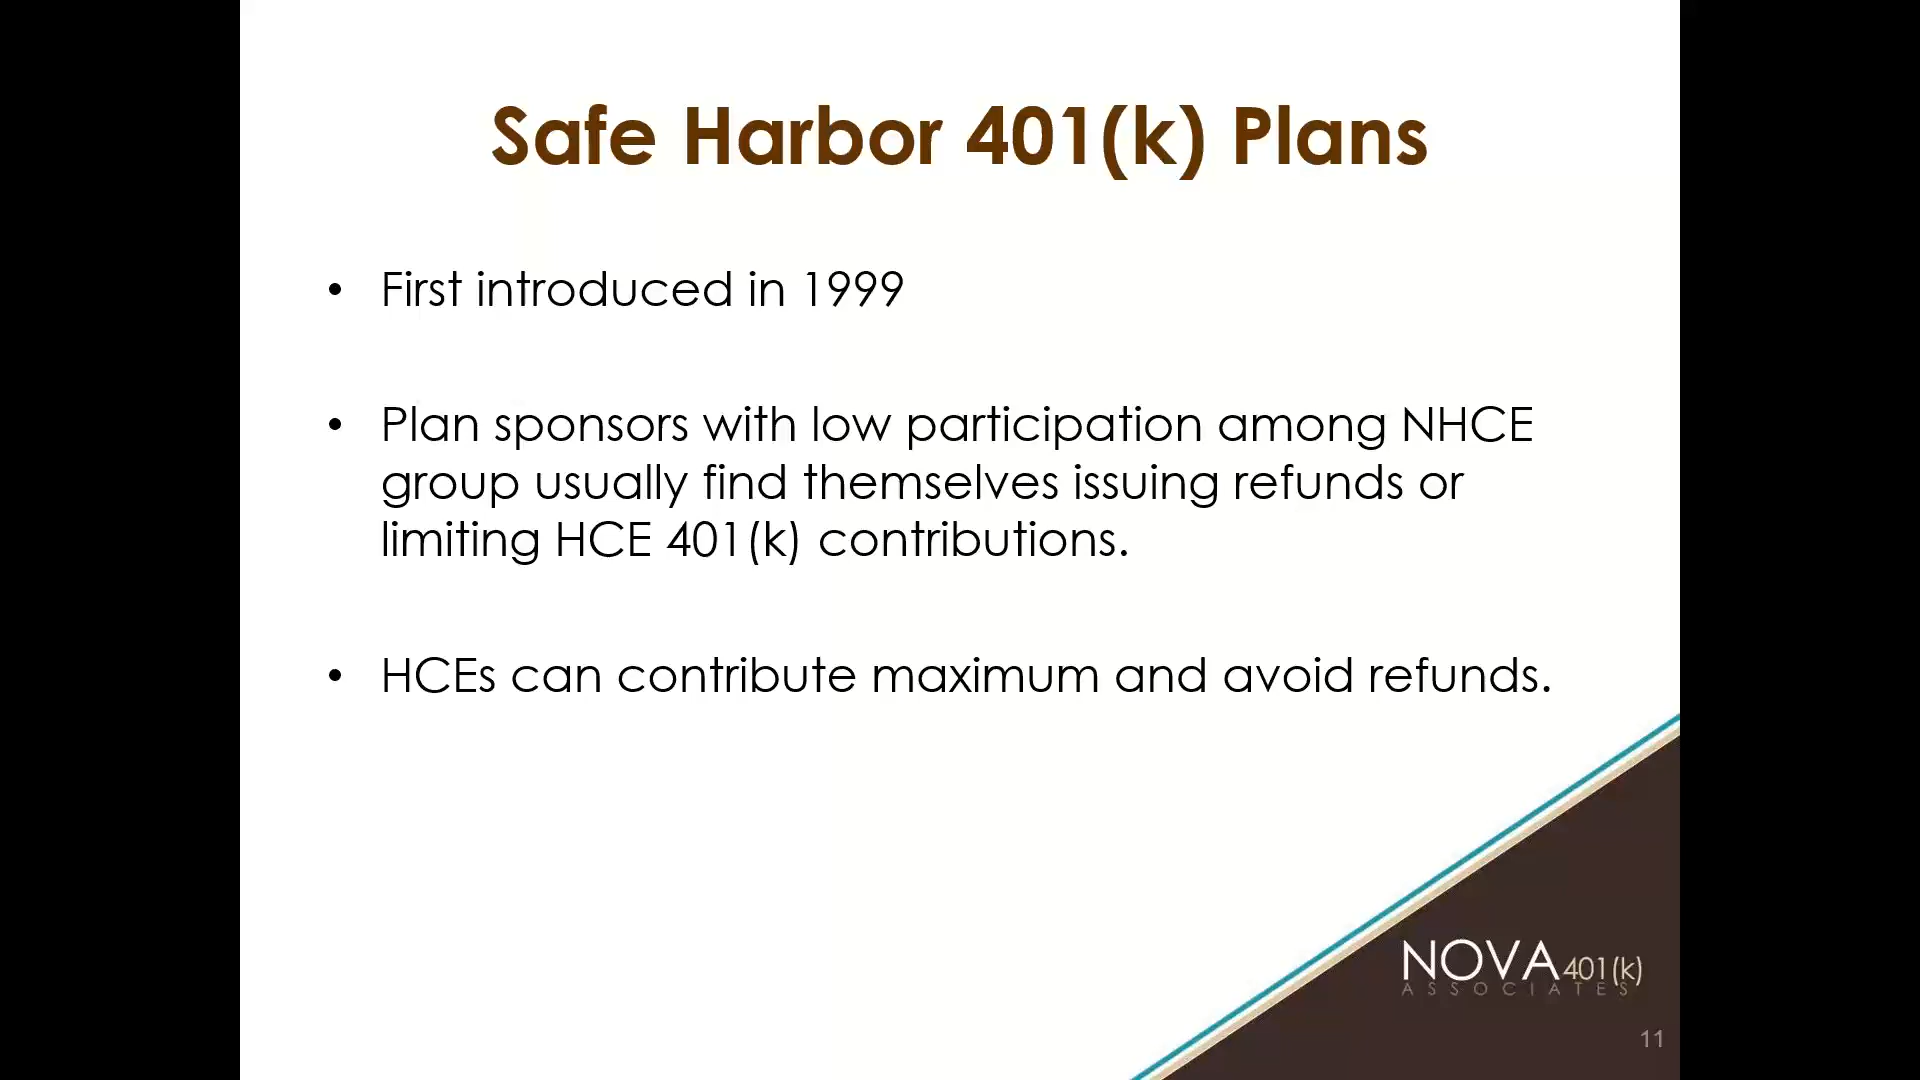 Safe Harbor 401(k) Plans
• First introduced in 1999
• Plan sponsors with low participation among NHCE
group usually find themselves issuing refunds or
limiting HCE 401(k) contributions.
• HCEs can contribute maximum and avoid refunds.
NOVA 401(k)
ASSOCIATES
11